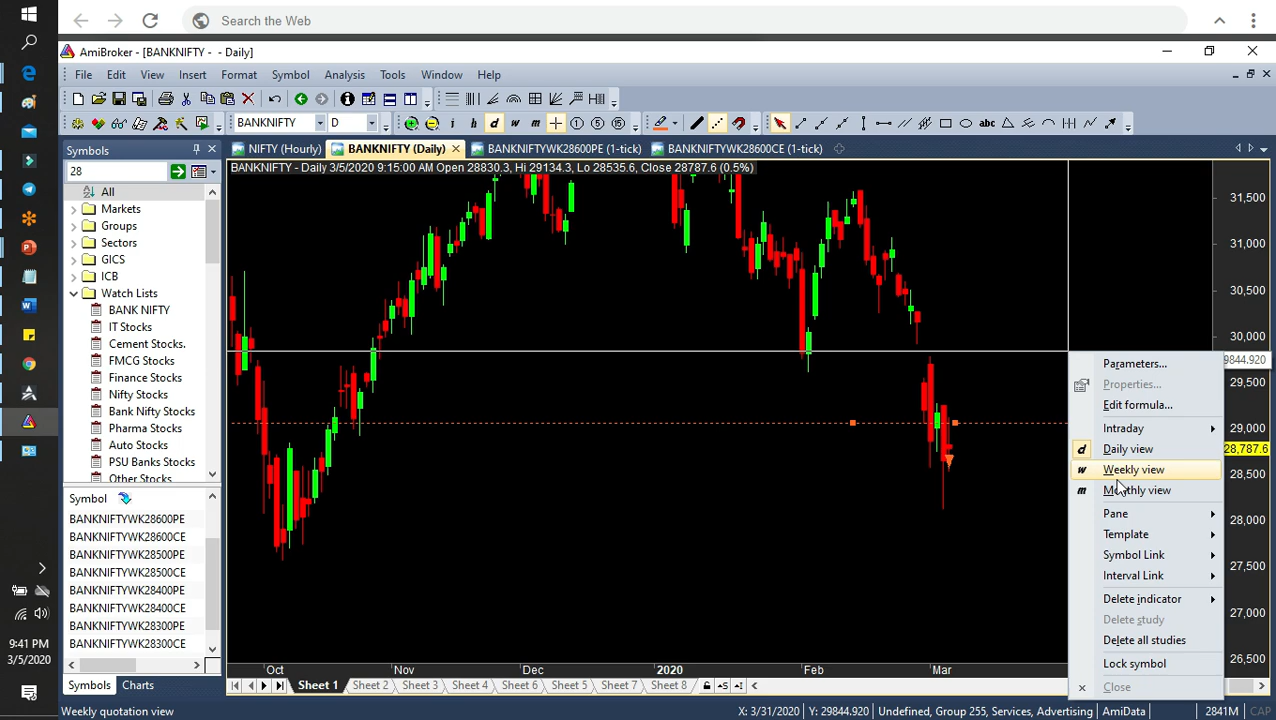 Search the Web
AmiBroker - [BANKNIFTY - - Daily]
File Edit View Insert Format Symbol Analysis Tools Window Help
BANKNIFTY D i h d w m 1 5 15 abc
Symbols
NIFTY (Hourly) BANKNIFTY (Daily) BANKNIFTYWK28600PE (1-tick) BANKNIFTYWK28600CE (1-tick)
28
BANKNIFTY - Daily 3/5/2020 9:15:00 AM Open 28830.3, Hi 29134.3, Lo 28535.6, Close 28787.6 (0.5%)
All
Markets
Groups
Sectors
GICS
ICB
Watch Lists
BANK NIFTY
IT Stocks
Cement Stocks.
FMCG Stocks
Finance Stocks
Nifty Stocks
Bank Nifty Stocks
Pharma Stocks
Auto Stocks
PSU Banks Stocks
Other Stocks
Symbol
BANKNIFTYWK28600PE
BANKNIFTYWK28600CE
BANKNIFTYWK28500PE
BANKNIFTYWK28500CE
BANKNIFTYWK28400PE
BANKNIFTYWK28400CE
BANKNIFTYWK28300PE
BANKNIFTYWK28300CE
Symbols Charts
31,500
31,000
30,500
30,000
9844.920
29,500
29,000
28,787.6
28,500
28,000
27,500
27,000
26,500
Parameters...
Properties...
Edit formula...
Intraday
d Daily view
w Weekly view
m Monthly view
Pane
Template
Symbol Link
Interval Link
Delete indicator
Delete study
Delete all studies
Lock symbol
Close
Oct Nov Dec 2020 Feb Mar
Sheet 1 Sheet 2 Sheet 3 Sheet 4 Sheet 6 Sheet 5 Sheet 7 Sheet 8
9:41 PM
3/5/2020
Weekly quotation view X: 3/31/2020 Y: 29844.920 Undefined, Group 255, Services, Advertising AmiData 2841M CAP